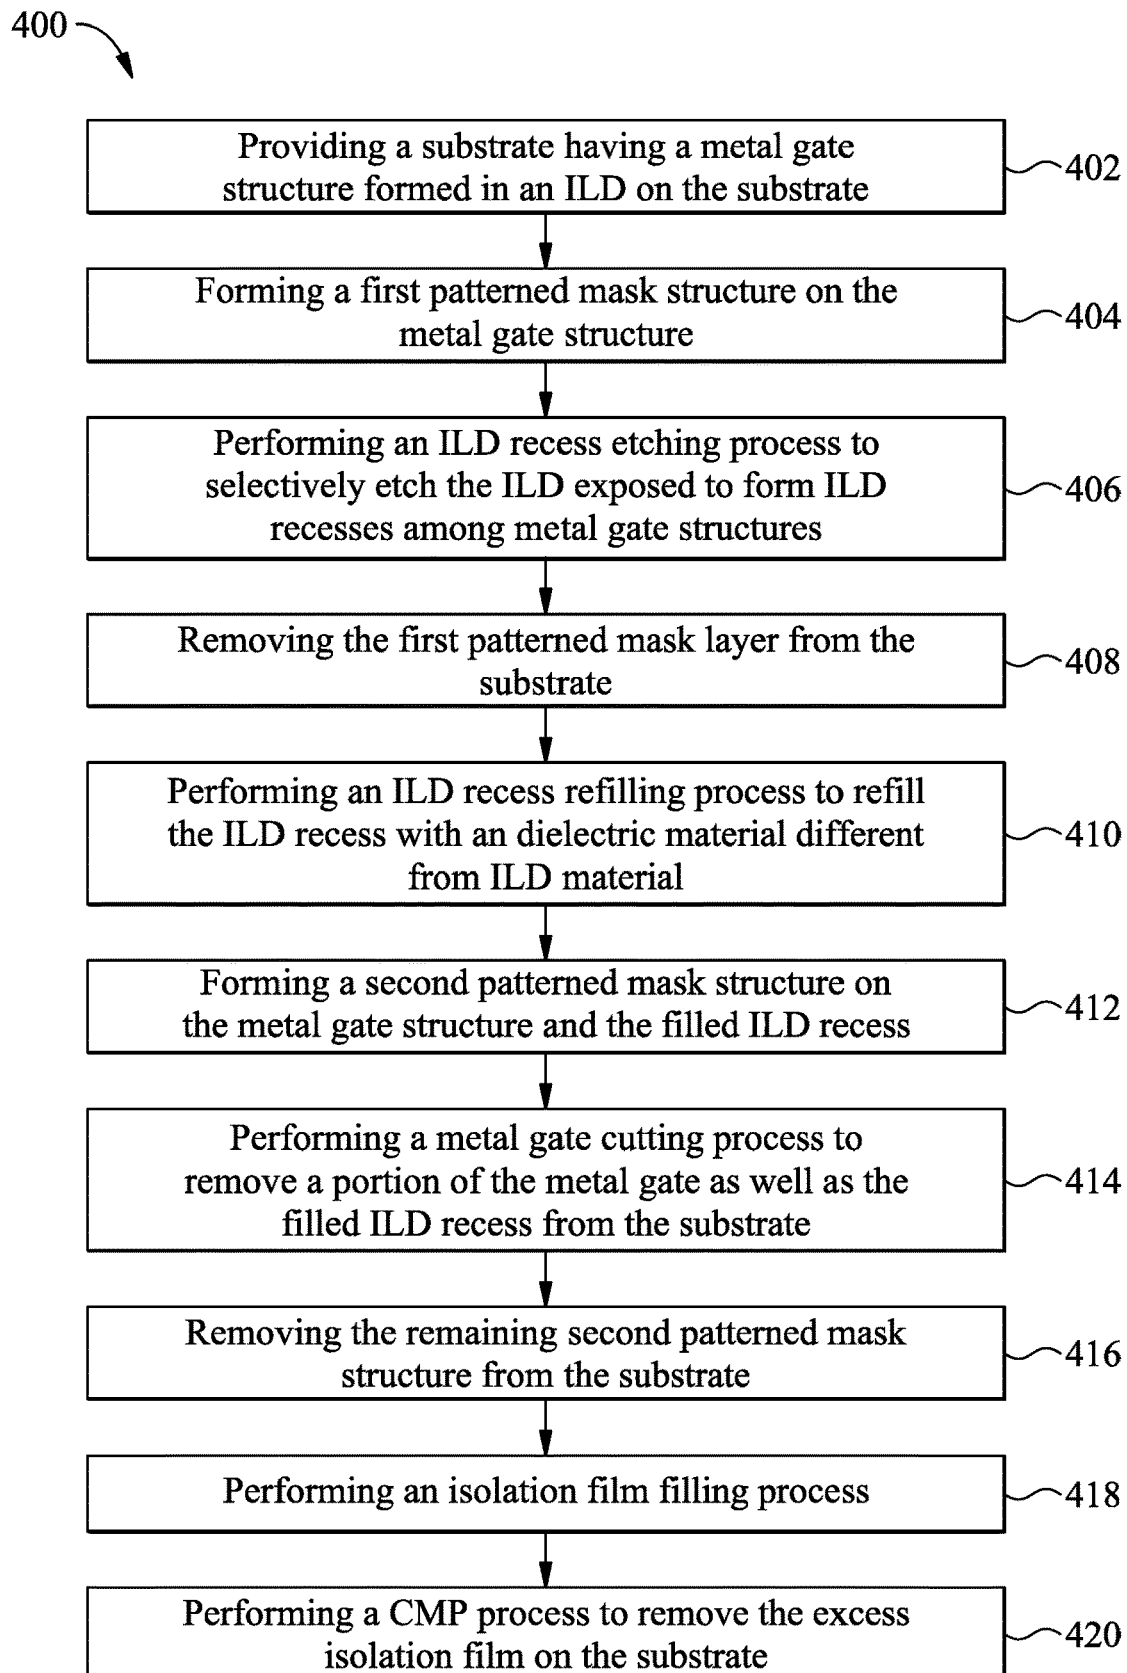 400
Providing a substrate having a metal gate
structure formed in an ILD on the substrate
402
Forming a first patterned mask structure on the
metal gate structure
404
Performing an ILD recess etching process to
selectively etch the ILD exposed to form ILD
recesses among metal gate structures
406
Removing the first patterned mask layer from the
substrate
408
Performing an ILD recess refilling process to refill
the ILD recess with an dielectric material different
from ILD material
410
Forming a second patterned mask structure on
the metal gate structure and the filled ILD recess
412
Performing a metal gate cutting process to
remove a portion of the metal gate as well as the
filled ILD recess from the substrate
414
Removing the remaining second patterned mask
structure from the substrate
416
Performing an isolation film filling process
418
Performing a CMP process to remove the excess
isolation film on the substrate
420